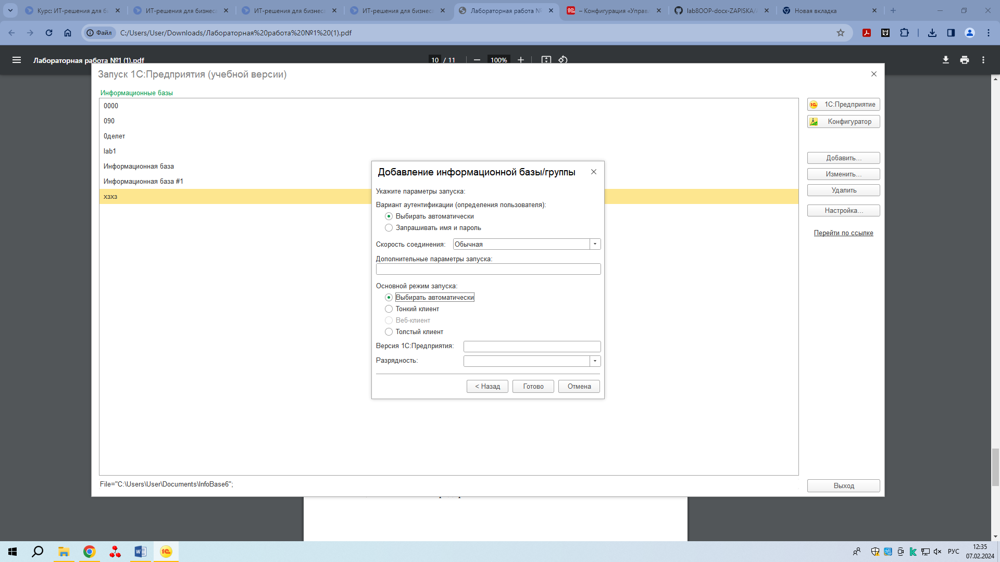 Курс: ИТ-решения для б
ИТ-решения для бизнеса
ИТ-решения для бизнеса
ИТ-решения для бизнеса
Лабораторная работа №
– Конфигурация «Управл
lab8OOP-docx-ZAPISKA/
Новая вкладка
Файл
C:/Users/User/Downloads/Лабораторная%20работа%20№1%20(1).pdf
Лабораторная работа №1 (1).pdf
10 / 11
100%
Запуск 1С:Предприятия (учебной версии)
Информационные базы
0000
090
0делет
lab1
Информационная база
Информационная база #1
хзхз
1С:Предприятие
Конфигуратор
Добавить...
Изменить...
Удалить
Настройка...
Перейти по ссылке
Добавление информационной базы/группы
Укажите параметры запуска:
Вариант аутентификации (определения пользователя):
Выбирать автоматически
Запрашивать имя и пароль
Скорость соединения:
Обычная
Дополнительные параметры запуска:
Основной режим запуска:
Выбирать автоматически
Тонкий клиент
Веб-клиент
Толстый клиент
Версия 1С:Предприятия:
Разрядность:
< Назад
Готово
Отмена
File="C:\Users\User\Documents\InfoBase6";
Выход
РУС
12:35
07.02.2024